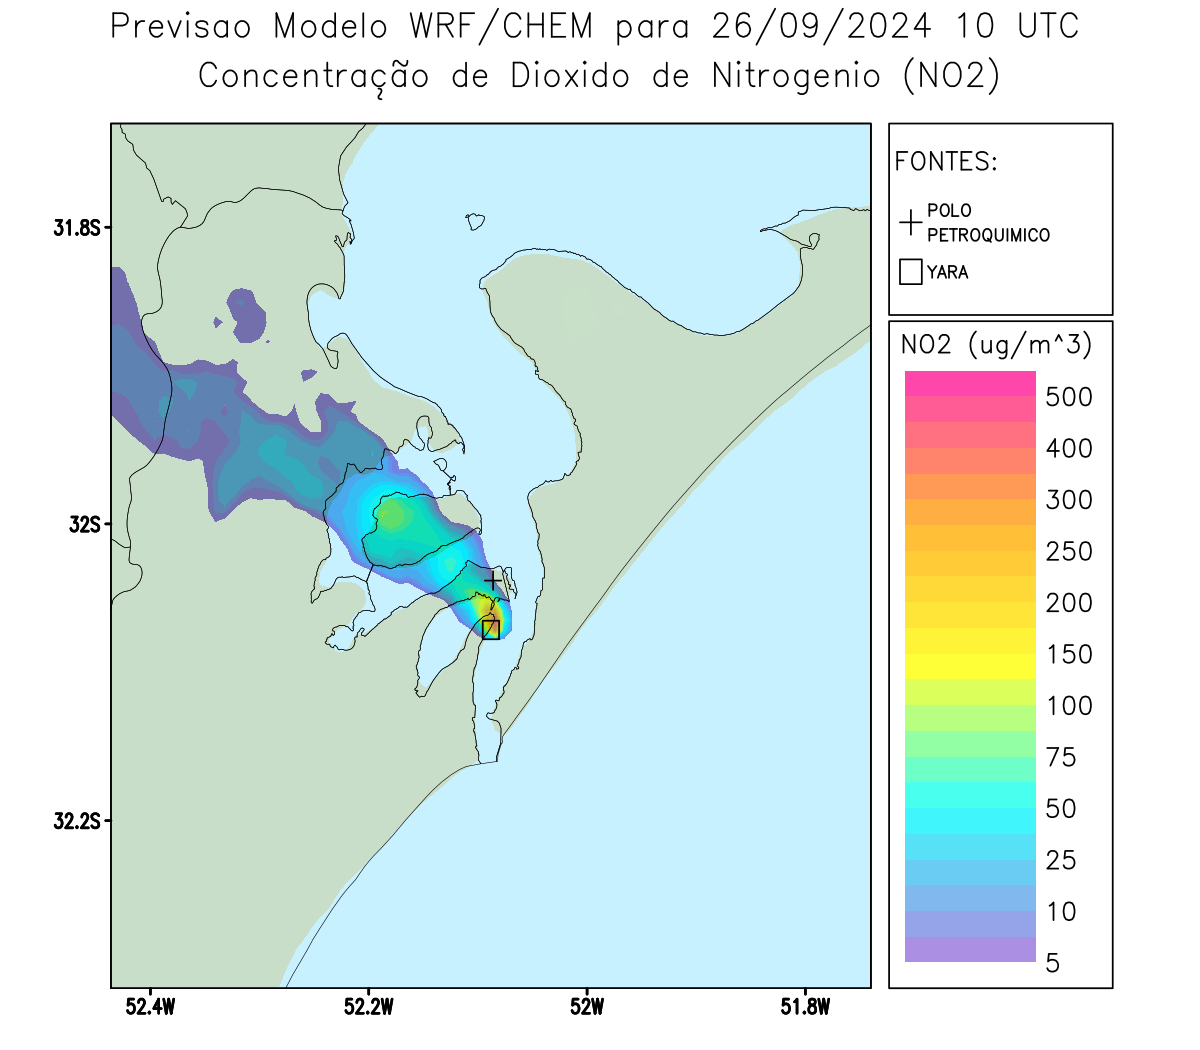 Previsao Modelo WRF/CHEM para 26/09/2024 10 UTC
Concentração de Dioxido de Nitrogenio (NO2)
FONTES:
POLO
PETROQUIMICO
YARA
NO2 (ug/m^3)
500
400
300
250
200
150
100
75
50
25
10
5
31.8S
32S
32.2S
52.4W
52.2W
52W
51.8W